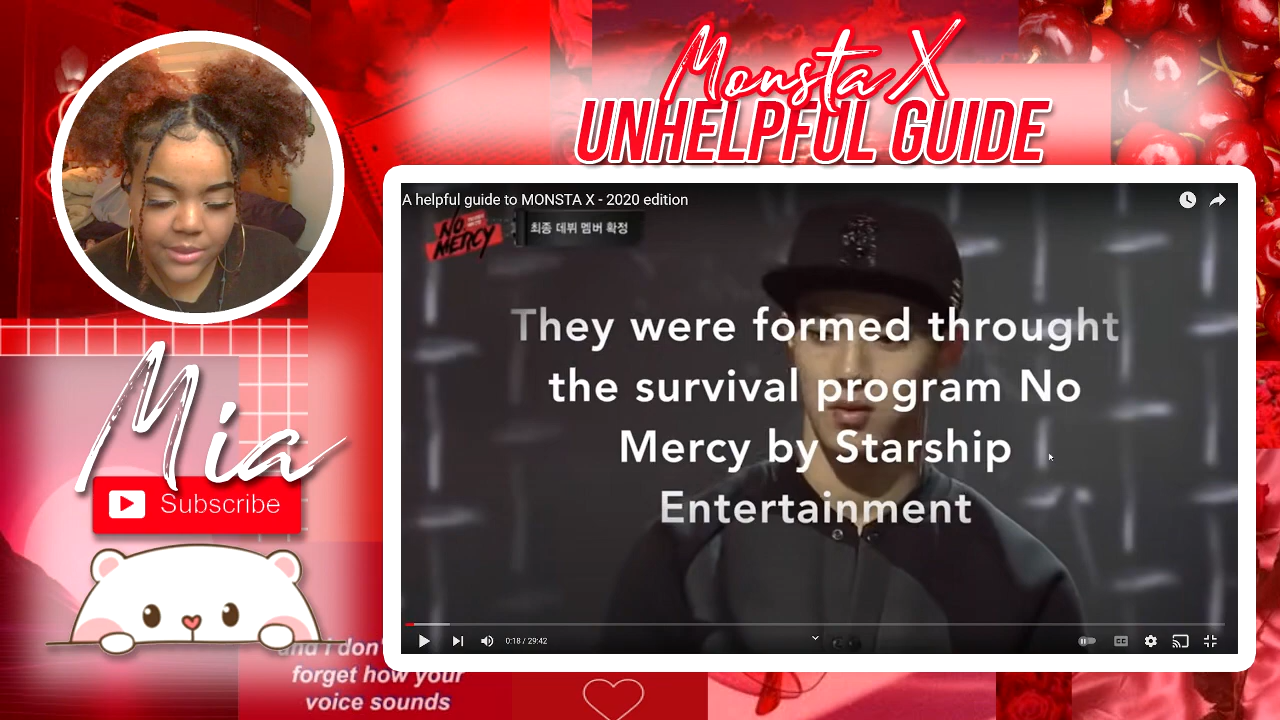 Monsta X
UNHELPFUL GUIDE
A helpful guide to MONSTA X - 2020 edition
NO
MERCY
최종 데뷔 멤버 확정
They were formed throught
the survival program No
Mercy by Starship
Entertainment
0:18 / 29:42
CC
Mia
Subscribe
and i don't
forget how your
voice sounds